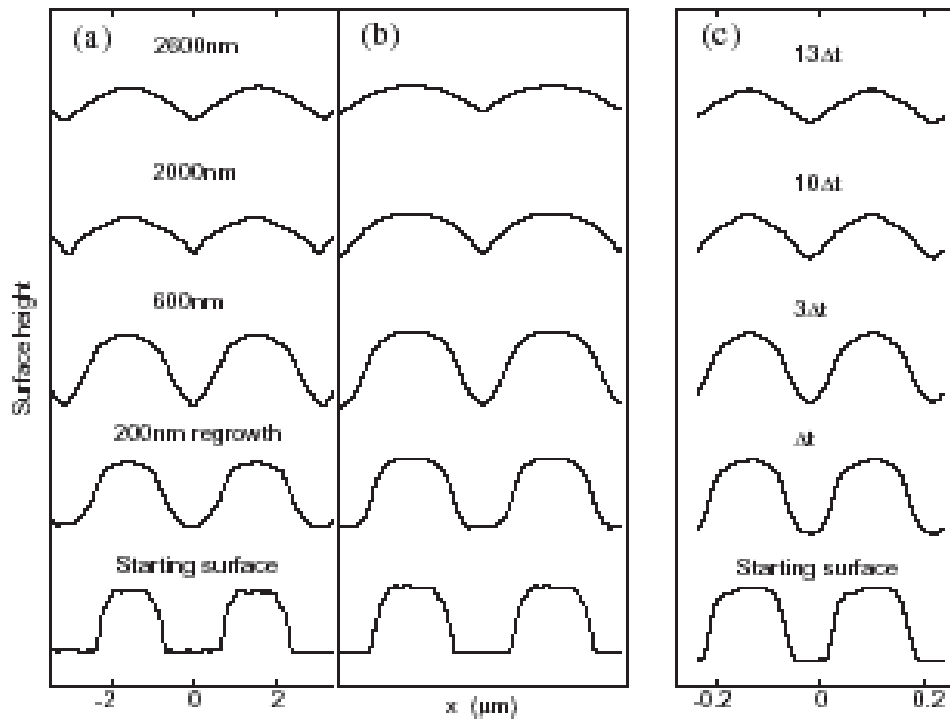 (a)
2600nm
2000nm
600nm
200nm regrowth
Starting surface
(b)
(c)
13Δt
10Δt
3Δt
Δt
Starting surface
Surface height
-2 0 2
x (μm)
-0.2 0 0.2